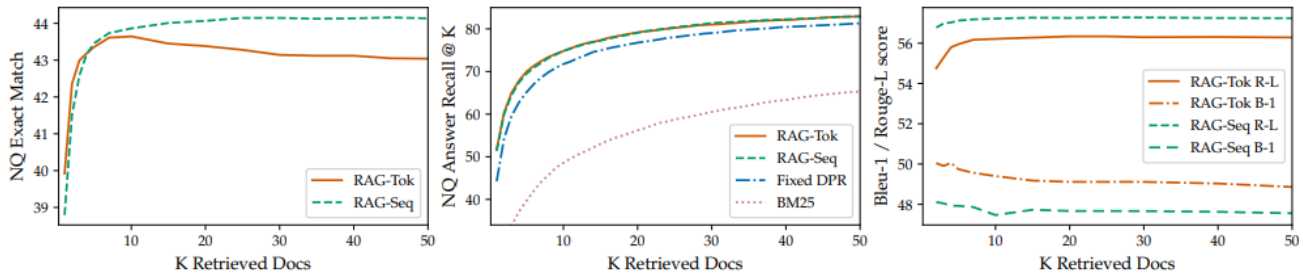 NQ Exact Match
44
43
42
41
40
39
RAG-Tok
RAG-Seq
10 20 30 40 50
K Retrieved Docs
NQ Answer Recall @ K
80
70
60
50
40
RAG-Tok
RAG-Seq
Fixed DPR
BM25
10 20 30 40 50
K Retrieved Docs
Bleu-1 / Rouge-L score
56
54
52
50
48
RAG-Tok R-L
RAG-Tok B-1
RAG-Seq R-L
RAG-Seq B-1
10 20 30 40 50
K Retrieved Docs